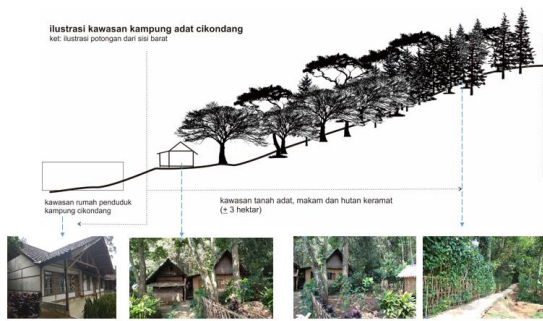 ilustrasi kawasan kampung adat cikondang
ket: ilustrasi potongan dari sisi barat
kawasan rumah penduduk
kampung cikondang
kawasan tanah adat, makam dan hutan keramat
(± 3 hektar)